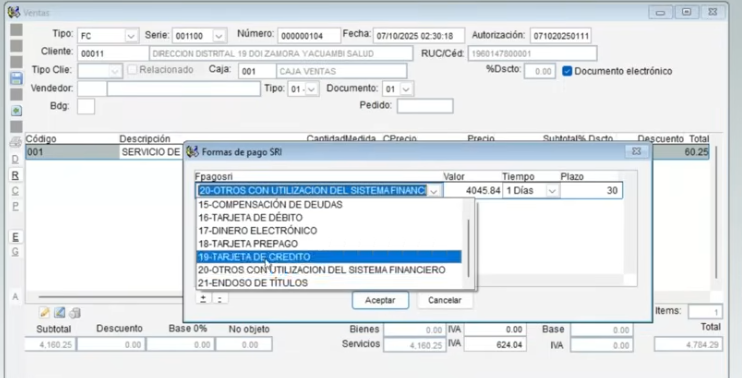 Ventas
Tipo: FC Serie: 001100 Número: 000000104 Fecha: 07/10/2025 02:30:18 Autorización: 071020250111
Cliente: 00011 DIRECCION DISTRITAL 19 DOI ZAMORA YACUAMBI SALUD RUC/Céd: 1960147800001
Tipo Clie: Relacionado Caja: 001 CAJA VENTAS %Dscto: 0.00 Documento electrónico
Vendedor: Tipo: 01- Documento: 01
Bdg: Pedido:
Código Descripción CantidadMedida CPrecio Precio Subtotal% Dscto Descuento Total
001 SERVICIO DE 60.25
Formas de pago SRI
Fpagosri Valor Tiempo Plazo
20-OTROS CON UTILIZACION DEL SISTEMA FINANCI 4045.84 1 Días 30
15-COMPENSACIÓN DE DEUDAS
16-TARJETA DE DÉBITO
17-DINERO ELECTRÓNICO
18-TARJETA PREPAGO
19-TARJETA DE CREDITO
20-OTROS CON UTILIZACION DEL SISTEMA FINANCIERO
21-ENDOSO DE TÍTULOS
+ - Aceptar Cancelar
D
R
C
P
E
G
A
Items: 1
Subtotal Descuento Base 0% No objeto Bienes 0.00 IVA 0.00 Base 0.00 Total
4,160.25 0.00 0.00 0.00 Servicios 4,160.25 IVA 624.04 IVA 0.00 4,784.29